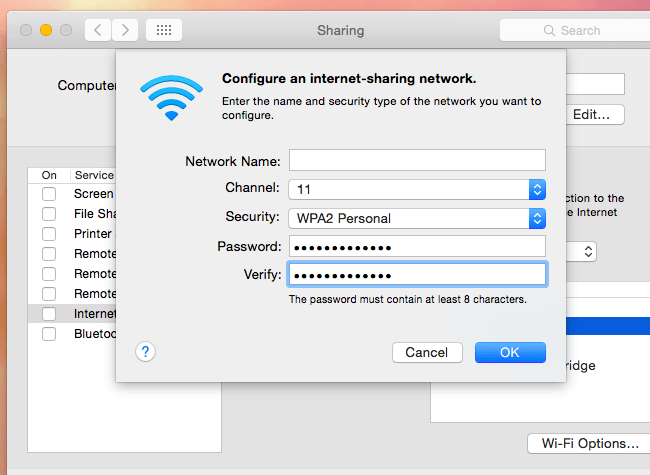 Sharing
Search
Computer
Configure an internet-sharing network.
Enter the name and security type of the network you want to
configure.
Edit...
Network Name:
On Service
Channel: 11
Screen
ction to the
File Sha
Security: WPA2 Personal
e Internet
Printer
Password: •••••••••••••
Remote
Verify: •••••••••••••
Remote
Remote
The password must contain at least 8 characters.
Internet
Bluetoo
? Cancel OK
ridge
Wi-Fi Options...